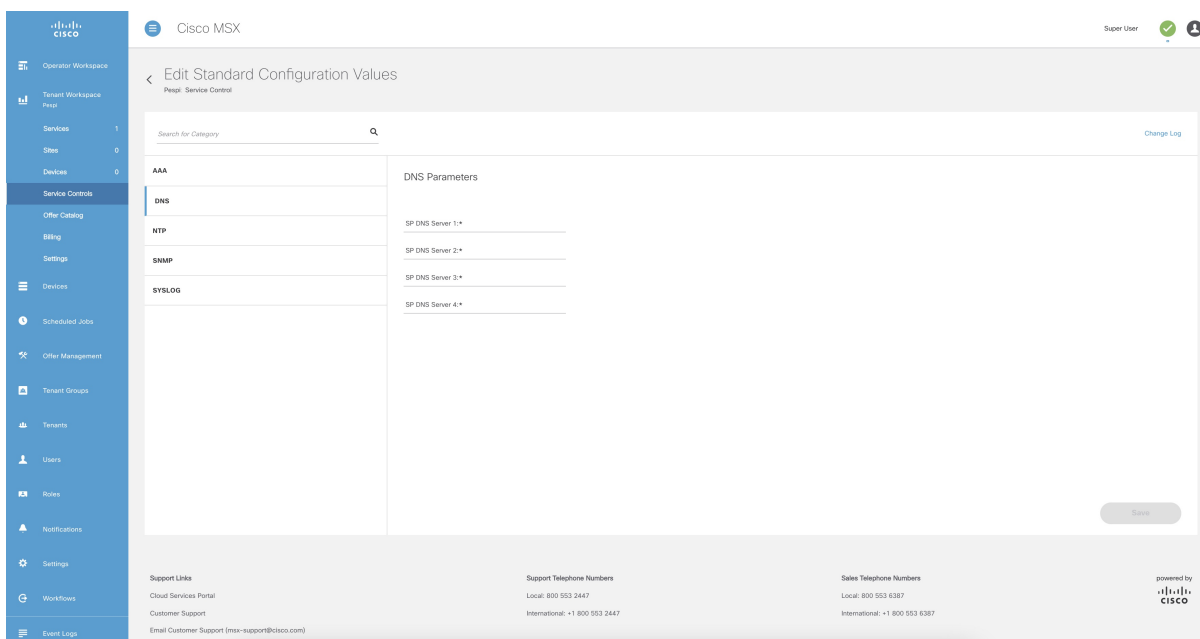 CISCO
Cisco MSX
Super User
Operator Workspace
Tenant Workspace
Pespi
Services 1
Sites 0
Devices 0
Service Controls
Offer Catalog
Billing
Settings
Devices
Scheduled Jobs
Offer Management
Tenant Groups
Tenants
Users
Roles
Notifications
Settings
Workflows
Event Logs
Edit Standard Configuration Values
Pespi: Service Control
Search for Category
Change Log
AAA
DNS
NTP
SNMP
SYSLOG
DNS Parameters
SP DNS Server 1:*
SP DNS Server 2:*
SP DNS Server 3:*
SP DNS Server 4:*
Save
Support Links
Cloud Services Portal
Customer Support
Email Customer Support (msx-support@cisco.com)
Support Telephone Numbers
Local: 800 553 2447
International: +1 800 553 2447
Sales Telephone Numbers
Local: 800 553 6387
International: +1 800 553 6387
powered by
CISCO